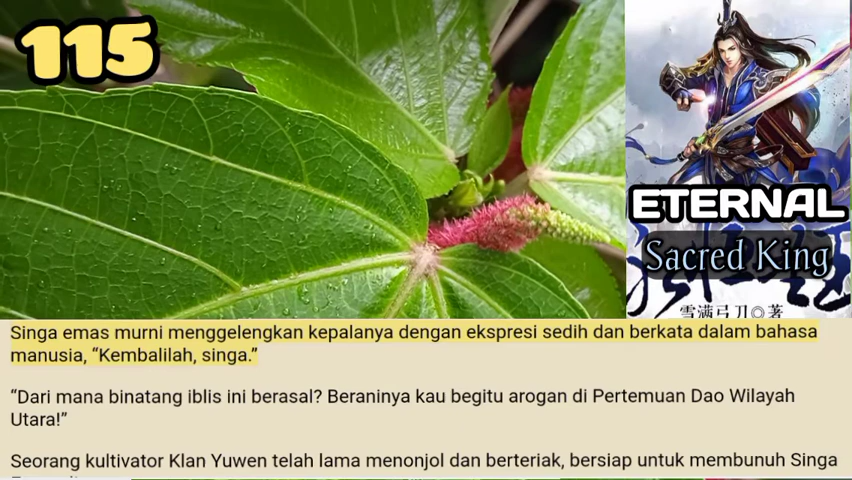 115
ETERNAL
Sacred King
雪满弓刀◎著
Singa emas murni menggelengkan kepalanya dengan ekspresi sedih dan berkata dalam bahasa
manusia, “Kembalilah, singa.”
“Dari mana binatang iblis ini berasal? Beraninya kau begitu arogan di Pertemuan Dao Wilayah
Utara!”
Seorang kultivator Klan Yuwen telah lama menonjol dan berteriak, bersiap untuk membunuh Singa